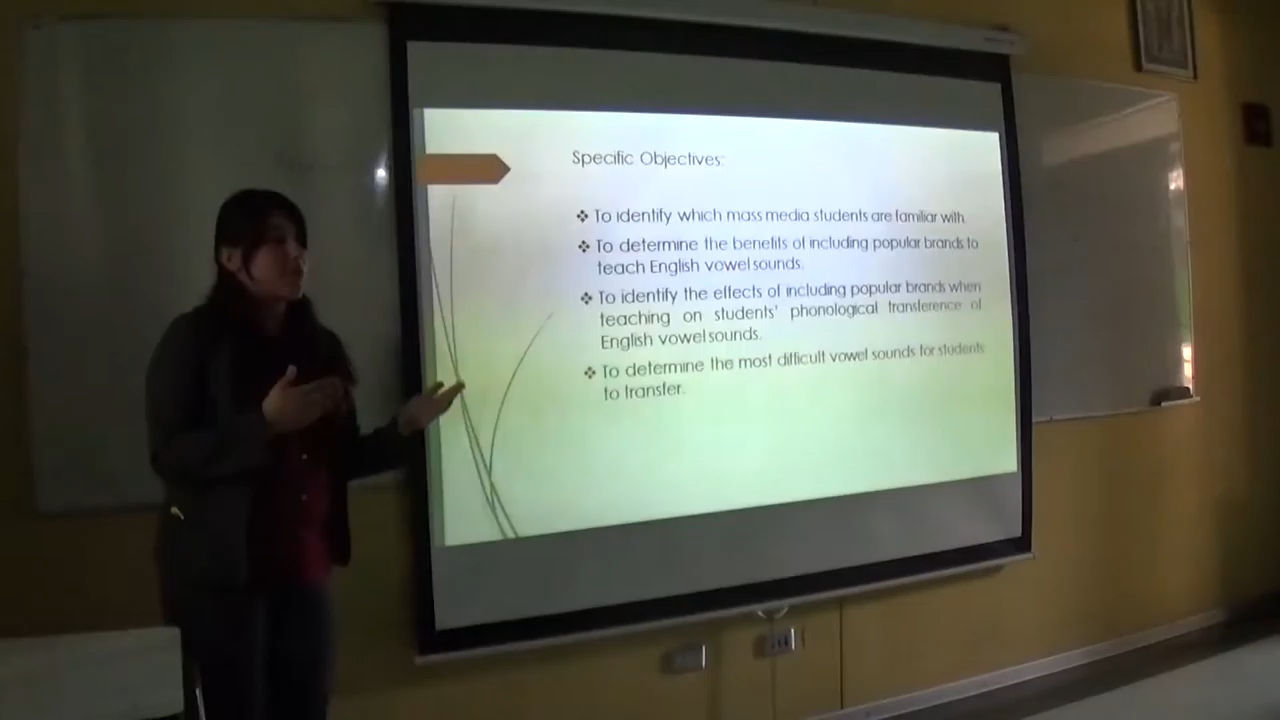 Specific Objectives:
❖ To identify which mass media students are familiar with.
❖ To determine the benefits of including popular brands to
teach English vowel sounds.
❖ To identify the effects of including popular brands when
teaching on students' phonological transference of
English vowel sounds.
❖ To determine the most difficult vowel sounds for students
to transfer.